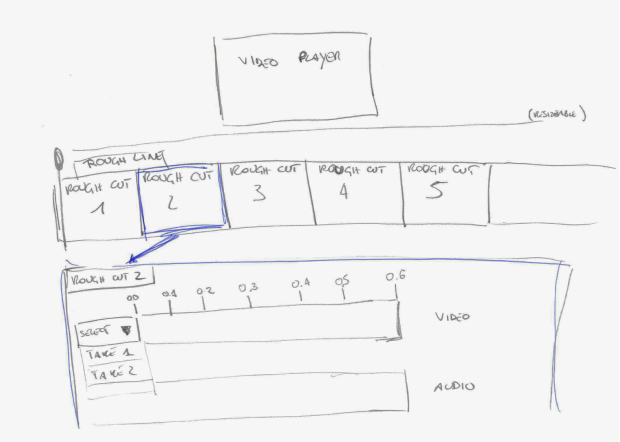 VIDEO PLAYER
(RESIZEABLE)
ROUGH LINE
ROUGH CUT ROUGH CUT ROUGH CUT ROUGH CUT ROUGH CUT
1 2 3 4 5
ROUGH CUT 2
0.0 0.1 0.2 0.3 0.4 0.5 0.6
SELECT ▼
VIDEO
TAKE 1
TAKE 2
AUDIO